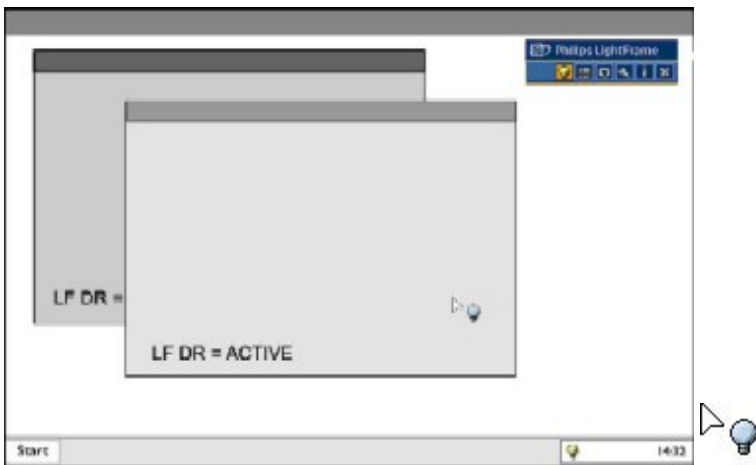 Philips LightFrame
LF DR =
LF DR = ACTIVE
Start
14:33